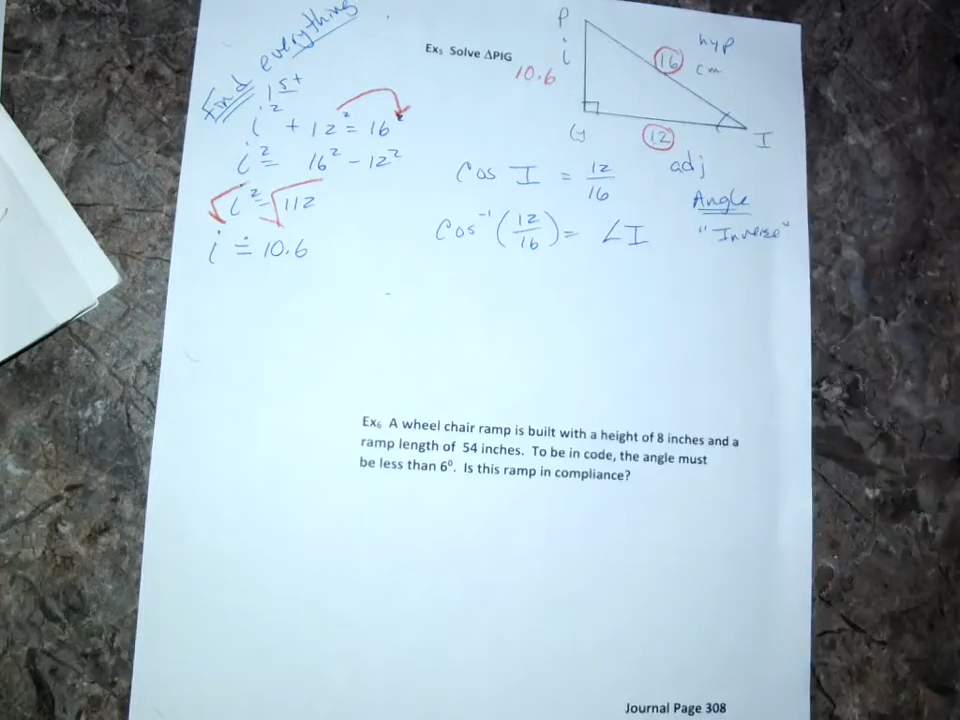 Find everything
1st
i² + 12² = 16²
i² = 16² - 12²
√i² = √112
i ≐ 10.6
Ex₅ Solve ΔPIG
P
i
10.6
16
hyp
cm
G
12
I
adj
Cos I = 12/16
Cos⁻¹(12/16) = ∠I
Angle
"Inverse"
Ex₆ A wheel chair ramp is built with a height of 8 inches and a
ramp length of 54 inches. To be in code, the angle must
be less than 6⁰. Is this ramp in compliance?
Journal Page 308